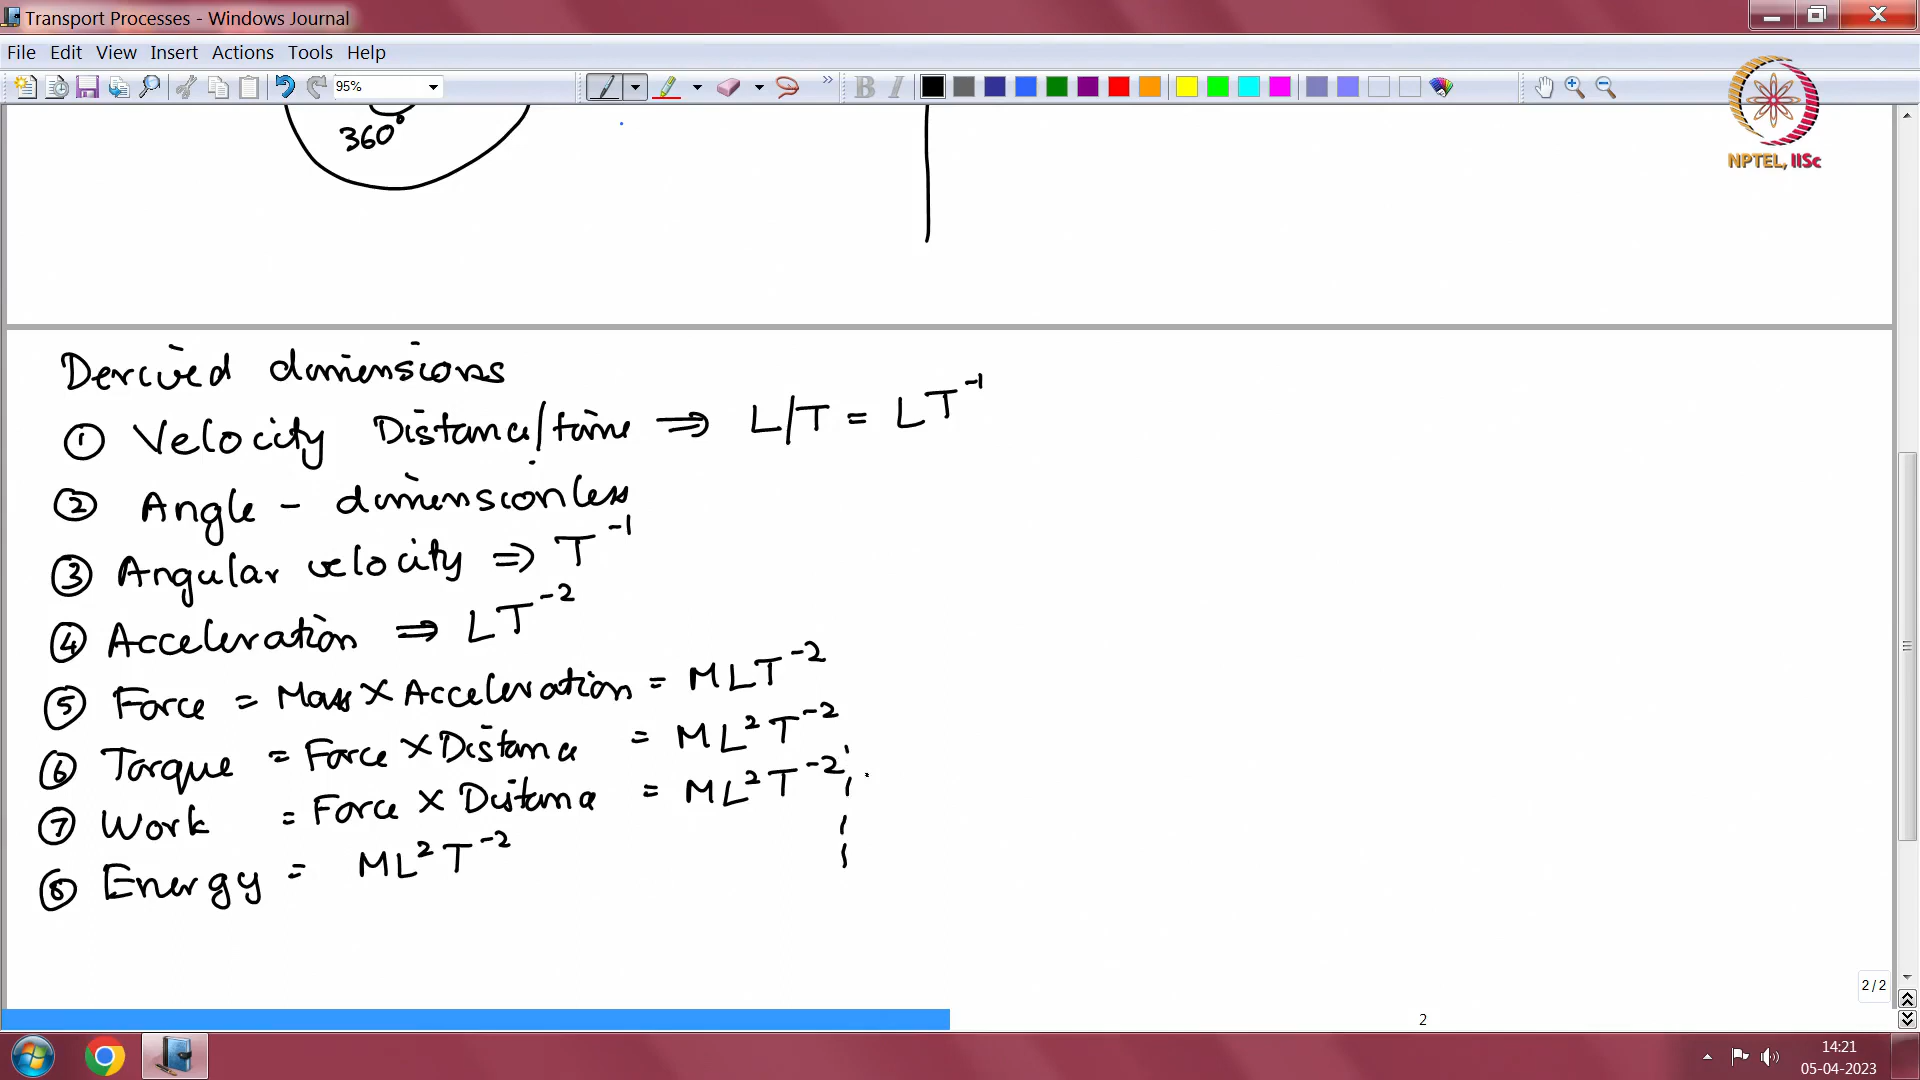 Transport Processes - Windows Journal
File Edit View Insert Actions Tools Help
95%
B I
NPTEL, IISc
360°
Derived dimensions
① Velocity Distance/time ⇒ L/T = LT⁻¹
② Angle - dimensionless
③ Angular velocity ⇒ T⁻¹
④ Acceleration ⇒ LT⁻²
⑤ Force = Mass × Acceleration = MLT⁻²
⑥ Torque = Force × Distance = ML²T⁻²
⑦ Work = Force × Distance = ML²T⁻²
⑧ Energy = ML²T⁻²
2 / 2
2
14:21
05-04-2023